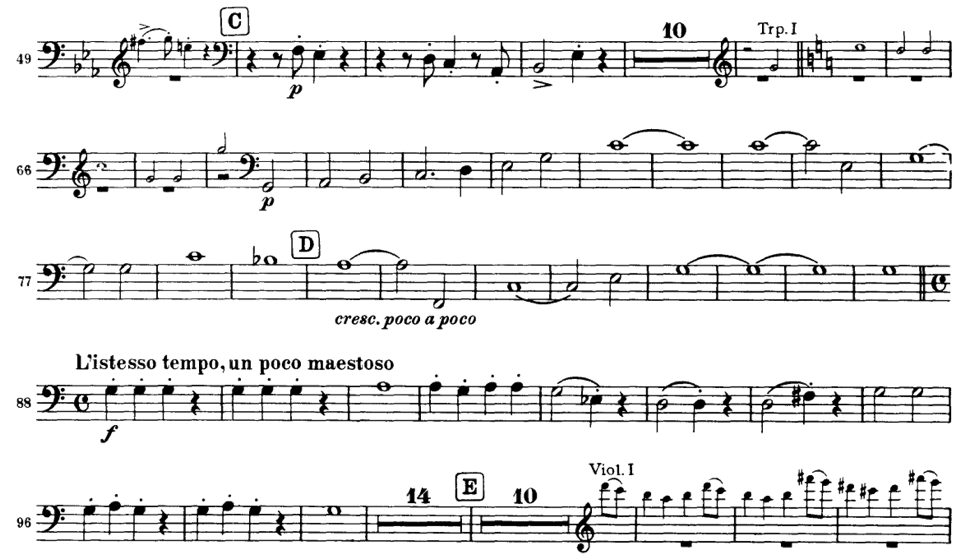 C
49 p 10 Trp. I
66 p
D
77 cresc. poco a poco
L'istesso tempo, un poco maestoso
88 f
96 14 E 10 Viol. I